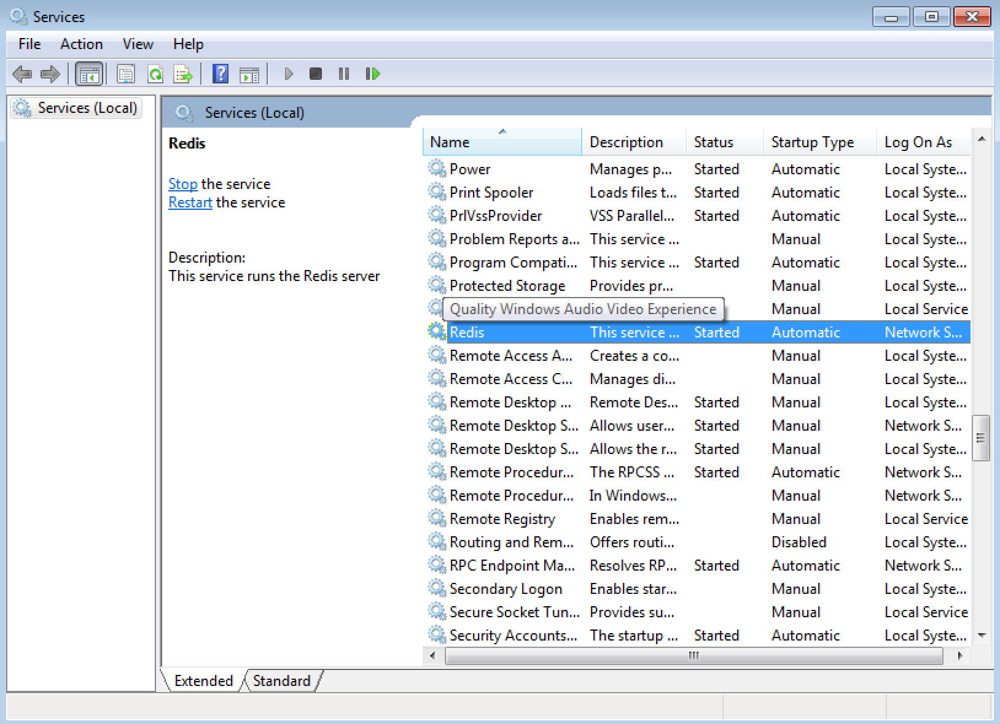 Services
File Action View Help
Services (Local)
Services (Local)
Redis
Stop the service
Restart the service
Description:
This service runs the Redis server
Name Description Status Startup Type Log On As
Power Manages p... Started Automatic Local Syste...
Print Spooler Loads files t... Started Automatic Local Syste...
PrlVssProvider VSS Parallel... Started Automatic Local Syste...
Problem Reports a... This service ... Manual Local Syste...
Program Compati... This service ... Started Automatic Local Syste...
Protected Storage Provides pr... Manual Local Syste...
Quality Windows Audio Video Experience Manual Local Service
Redis This service ... Started Automatic Network S...
Remote Access A... Creates a co... Manual Local Syste...
Remote Access C... Manages di... Manual Local Syste...
Remote Desktop ... Remote Des... Started Manual Local Syste...
Remote Desktop S... Allows user... Started Manual Network S...
Remote Desktop S... Allows the r... Started Manual Local Syste...
Remote Procedur... The RPCSS ... Started Automatic Network S...
Remote Procedur... In Windows... Manual Network S...
Remote Registry Enables rem... Manual Local Service
Routing and Rem... Offers routi... Disabled Local Syste...
RPC Endpoint Ma... Resolves RP... Started Automatic Network S...
Secondary Logon Enables star... Manual Local Syste...
Secure Socket Tun... Provides su... Manual Local Service
Security Accounts... The startup ... Started Automatic Local Syste...
Extended Standard